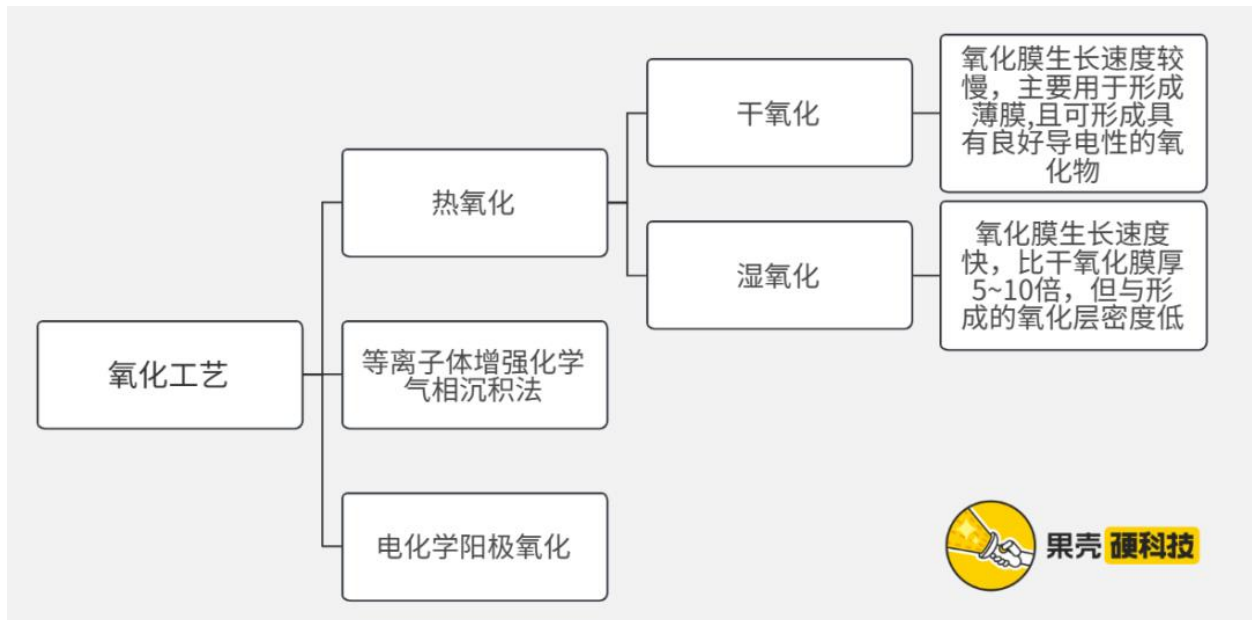 氧化工艺
热氧化
干氧化
氧化膜生长速度较
慢，主要用于形成
薄膜,且可形成具
有良好导电性的氧
化物
湿氧化
氧化膜生长速度
快，比干氧化膜厚
5~10倍，但与形
成的氧化层密度低
等离子体增强化学
气相沉积法
电化学阳极氧化
果壳 硬科技